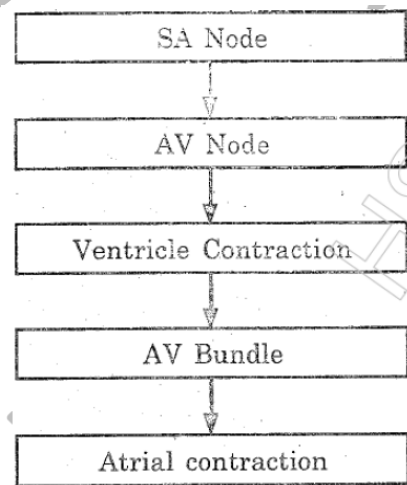 SA Node
AV Node
Ventricle Contraction
AV Bundle
Atrial contraction